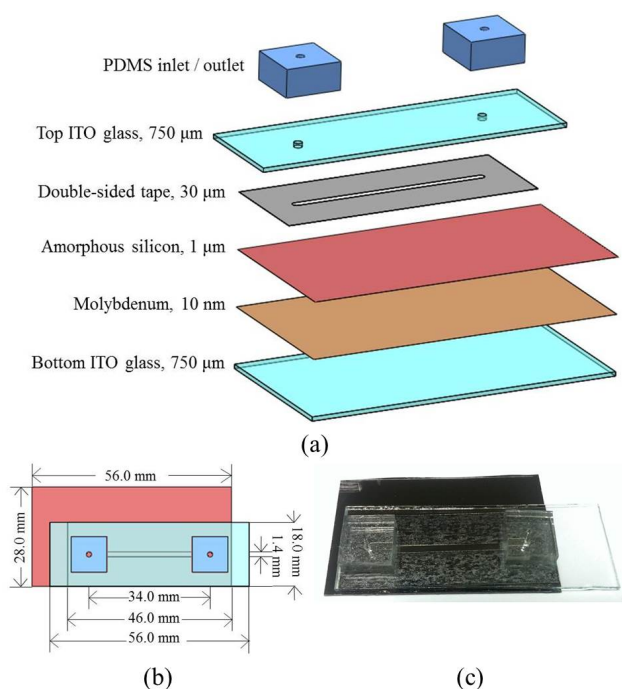 PDMS inlet / outlet
Top ITO glass, 750 μm
Double-sided tape, 30 μm
Amorphous silicon, 1 μm
Molybdenum, 10 nm
Bottom ITO glass, 750 μm
(a)
56.0 mm
28.0 mm
18.0 mm
1.4 mm
34.0 mm
46.0 mm
56.0 mm
(b)
(c)